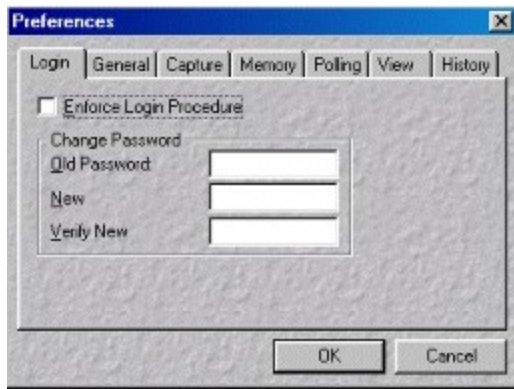 Preferences
Login General Capture Memory Polling View History
Enforce Login Procedure
Change Password
Old Password
New
Verify New
OK Cancel